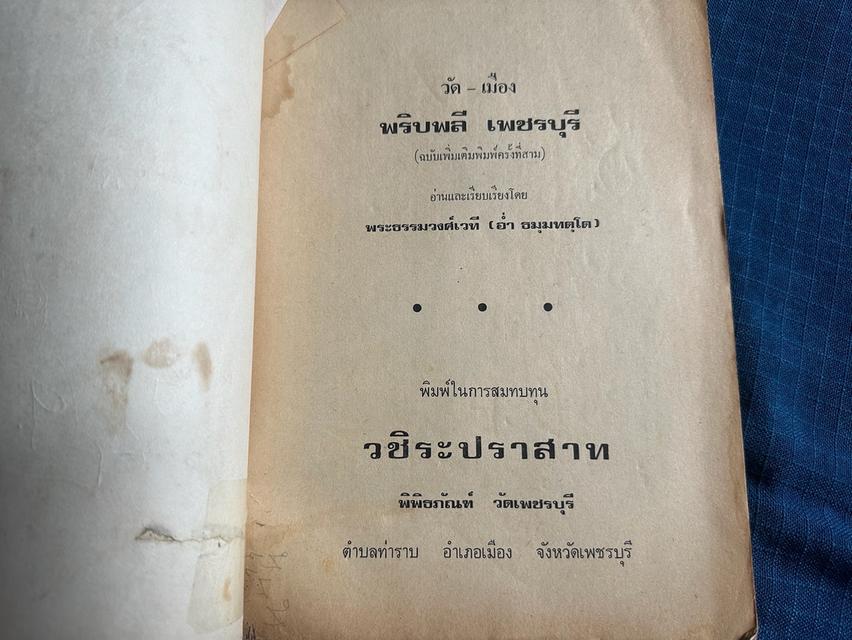 วัด – เมือง
พริบพลี เพชรบุรี
(ฉบับเพิ่มเติมพิมพ์ครั้งที่สาม)
อ่านและเรียบเรียงโดย
พระธรรมวงศ์เวที (อ่ำ ธมฺมทตฺโต)
• • •
พิมพ์ในการสมทบทุน
วชิระปราสาท
พิพิธภัณฑ์ วัดเพชรบุรี
ตำบลท่าราบ อำเภอเมือง จังหวัดเพชรบุรี